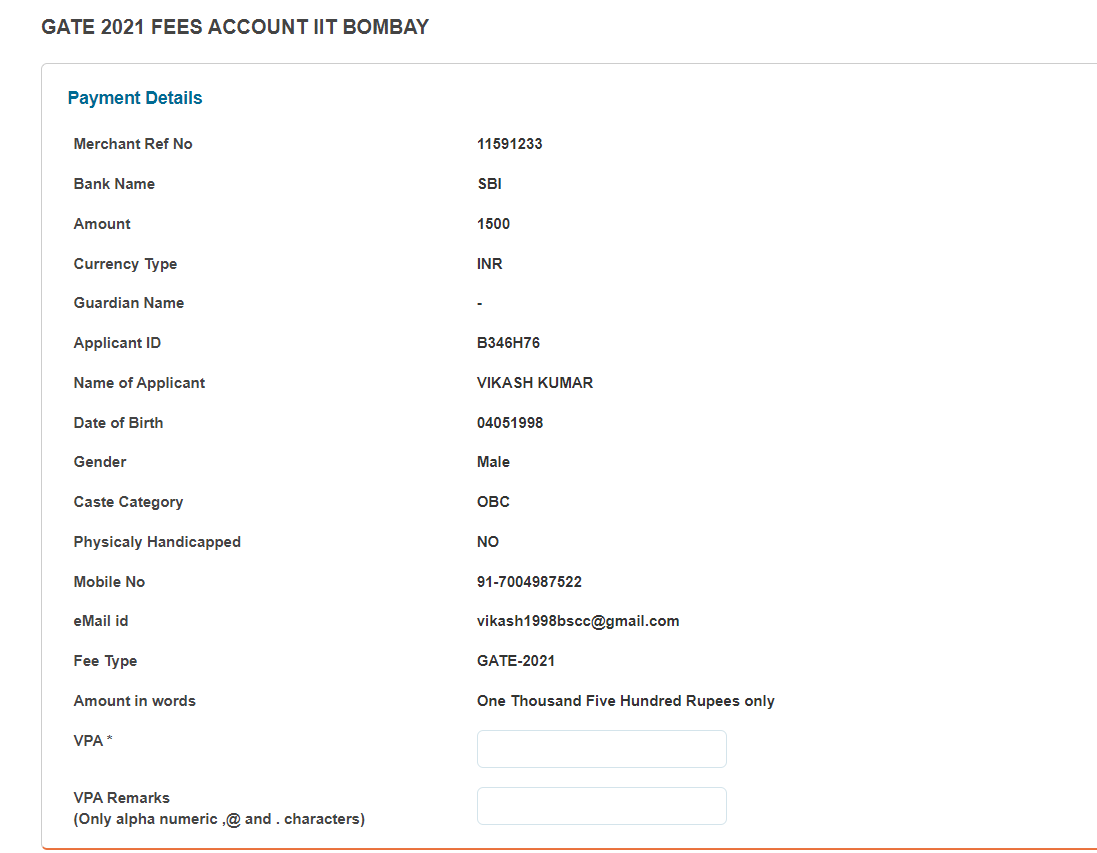 GATE 2021 FEES ACCOUNT IIT BOMBAY
Payment Details
Merchant Ref No 11591233
Bank Name SBI
Amount 1500
Currency Type INR
Guardian Name -
Applicant ID B346H76
Name of Applicant VIKASH KUMAR
Date of Birth 04051998
Gender Male
Caste Category OBC
Physicaly Handicapped NO
Mobile No 91-7004987522
eMail id vikash1998bscc@gmail.com
Fee Type GATE-2021
Amount in words One Thousand Five Hundred Rupees only
VPA *
VPA Remarks
(Only alpha numeric ,@ and . characters)